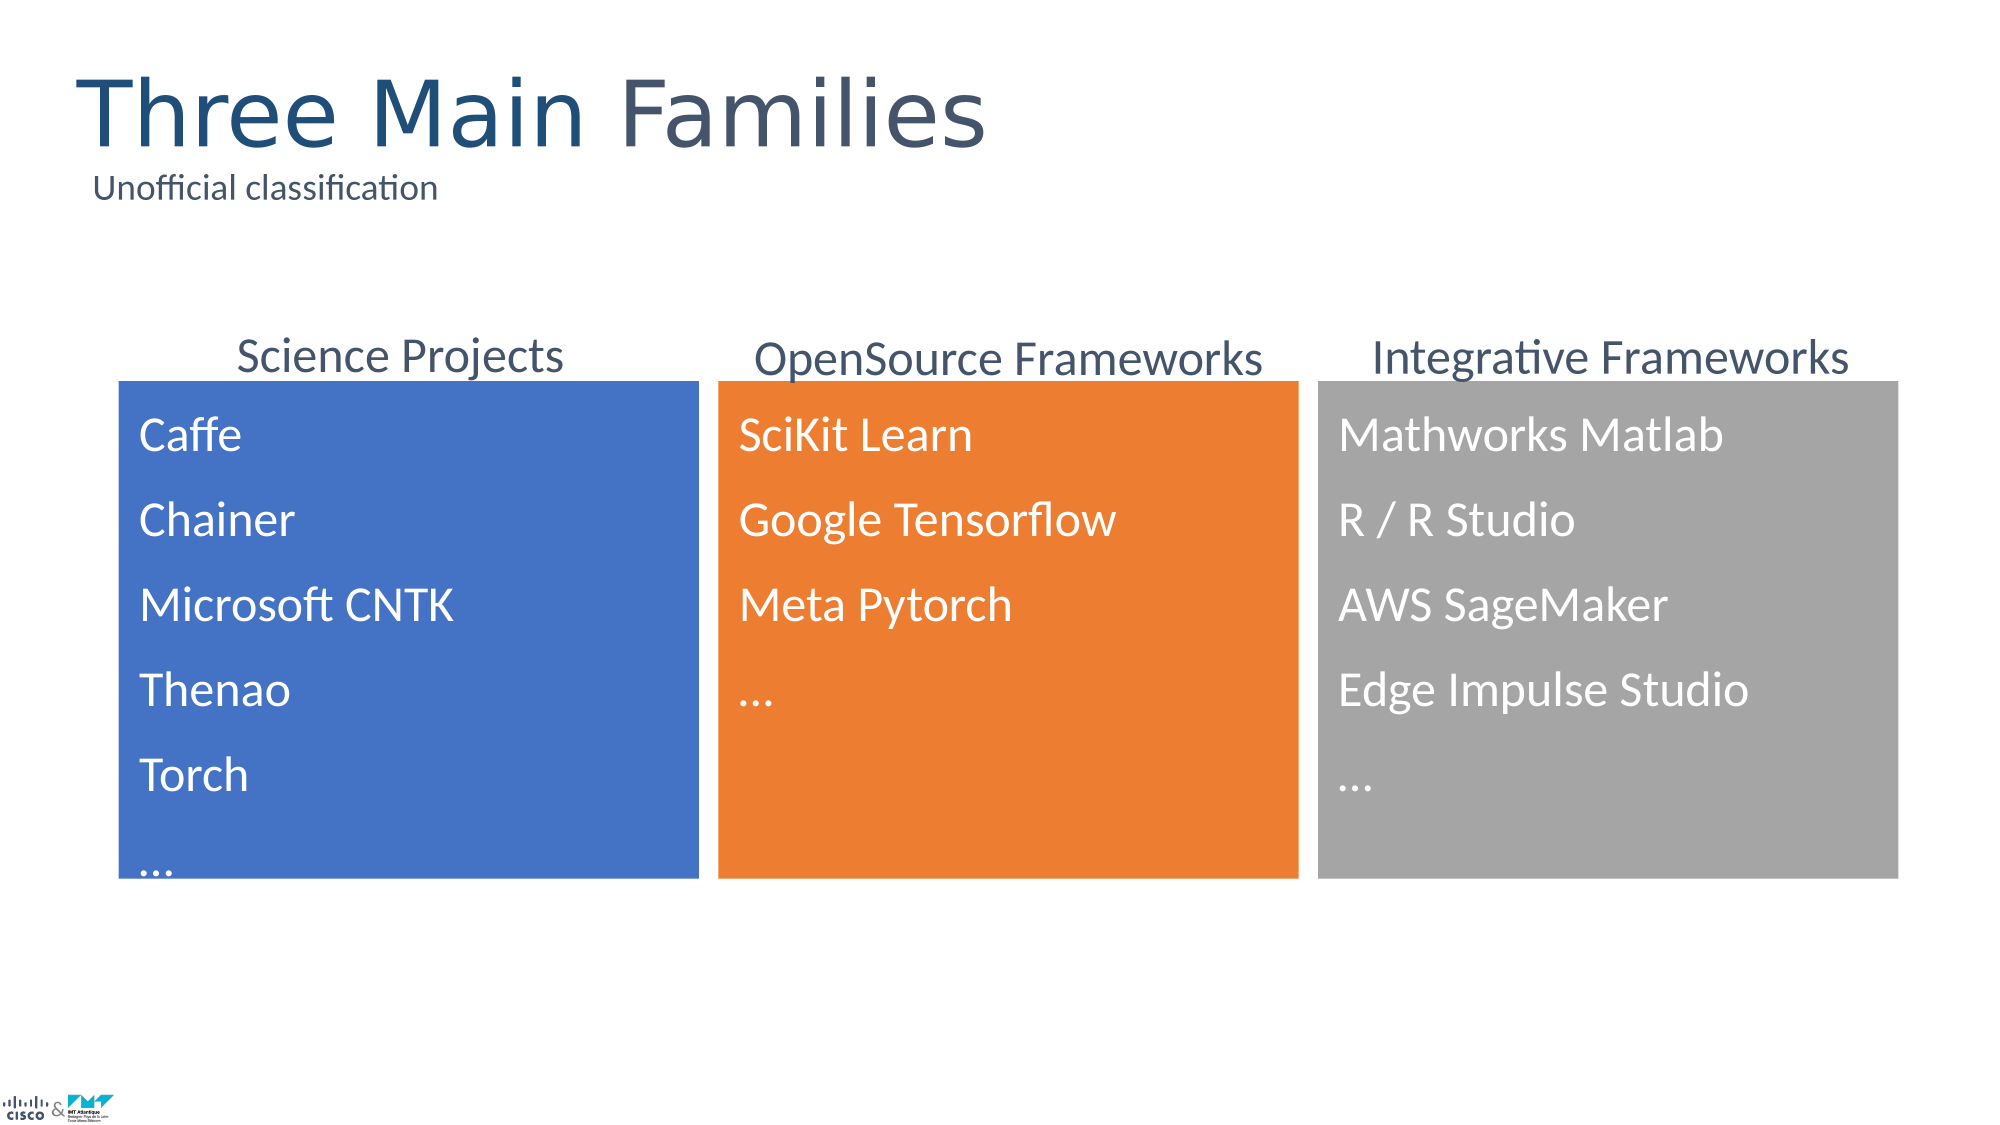 Three Main Families
Unofficial classification
Science Projects
Caffe
Chainer
Microsoft CNTK
Thenao
Torch
...
OpenSource Frameworks
SciKit Learn
Google Tensorflow
Meta Pytorch
...
Integrative Frameworks
Mathworks Matlab
R / R Studio
AWS SageMaker
Edge Impulse Studio
...
CISCO &
IMT Atlantique